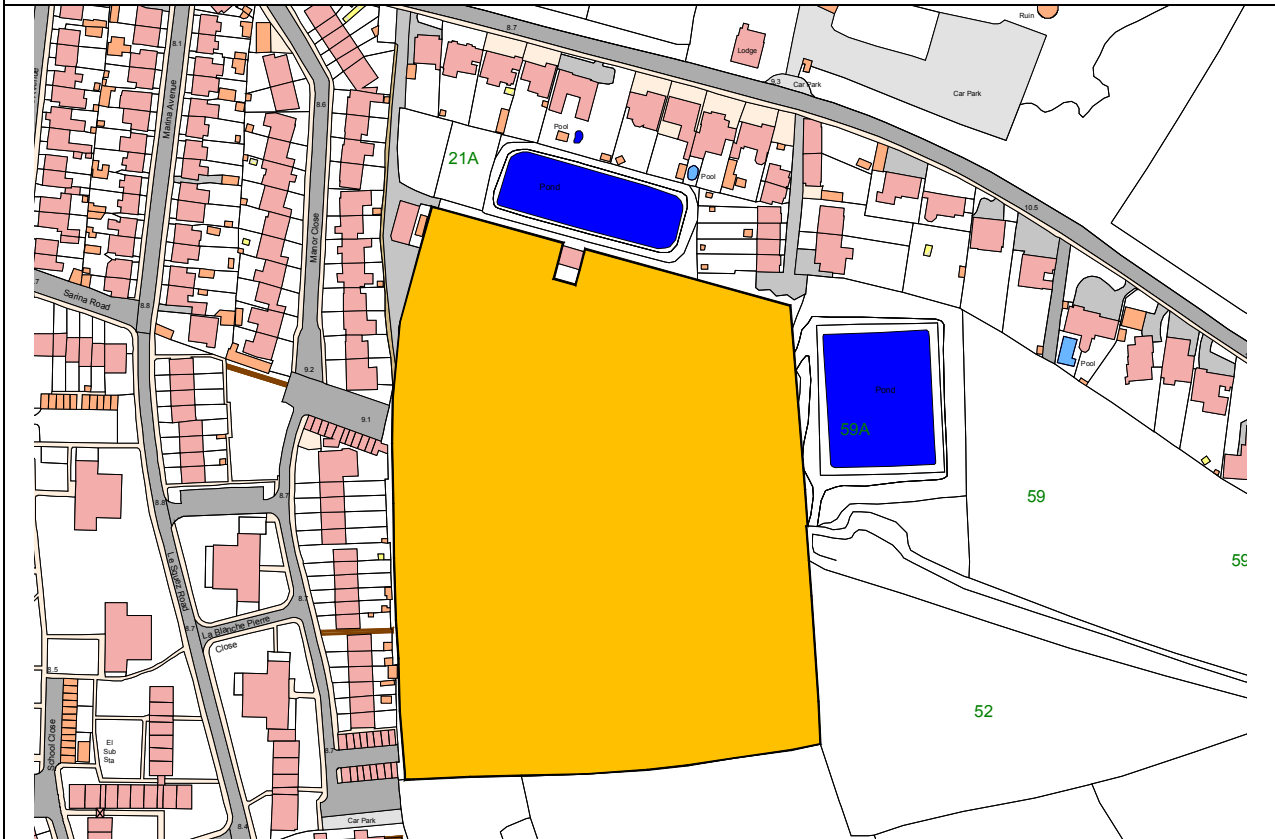 8.7
Ruin
Lodge
9.3
Car Park
Car Park
8.1
Marina Avenue
8.6
Pool
21A
Pond
Pool
10.5
Manor Close
Sarina Road
8.8
9.2
9.1
Pool
Pond
59A
59
59
8.8
8.7
Le Squez Road
8.7
8.7
La Blanche Pierre
Close
8.5
52
School Close
El
Sub
Sta
8.7
Car Park
8.4